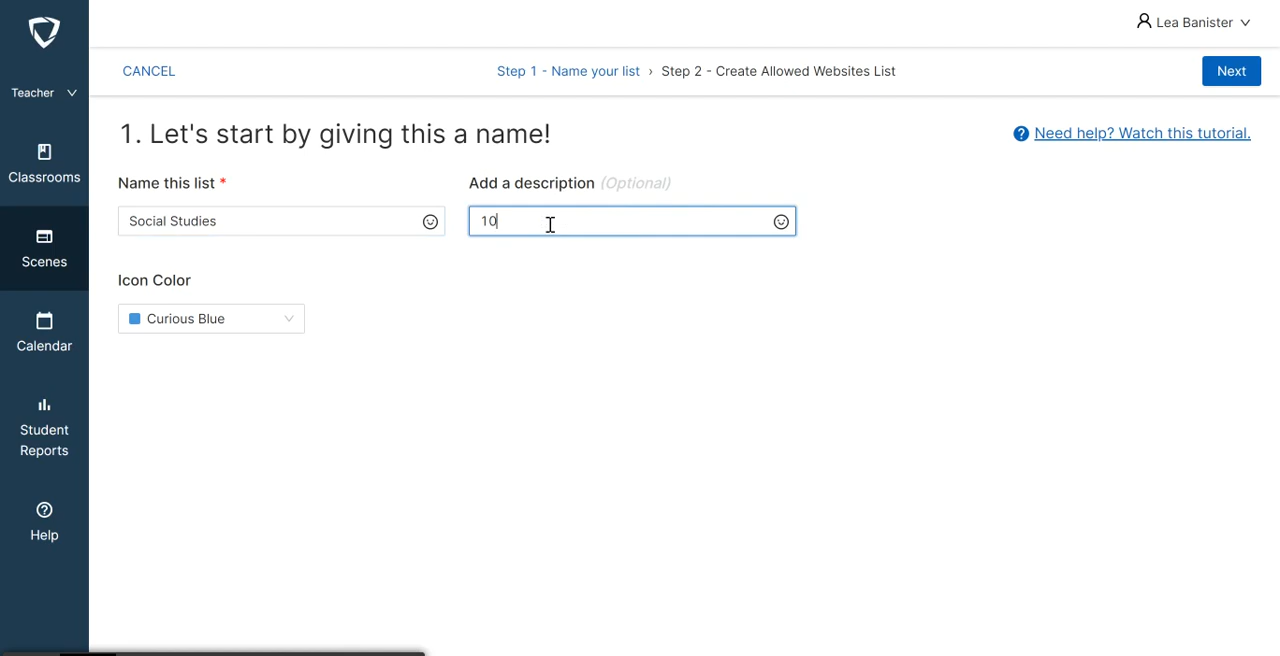 Lea Banister
Teacher
CANCEL
Step 1 - Name your list › Step 2 - Create Allowed Websites List
Next
1. Let's start by giving this a name!
Need help? Watch this tutorial.
Name this list *
Add a description (Optional)
Social Studies
10
Icon Color
Curious Blue
Classrooms
Scenes
Calendar
Student
Reports
Help